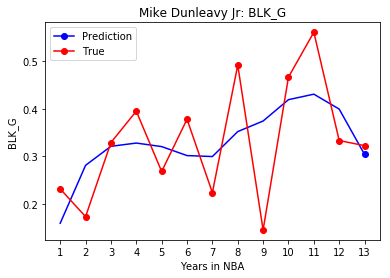 Mike Dunleavy Jr: BLK_G
Prediction
True
0.5
0.4
0.3
0.2
BLK_G
1 2 3 4 5 6 7 8 9 10 11 12 13
Years in NBA